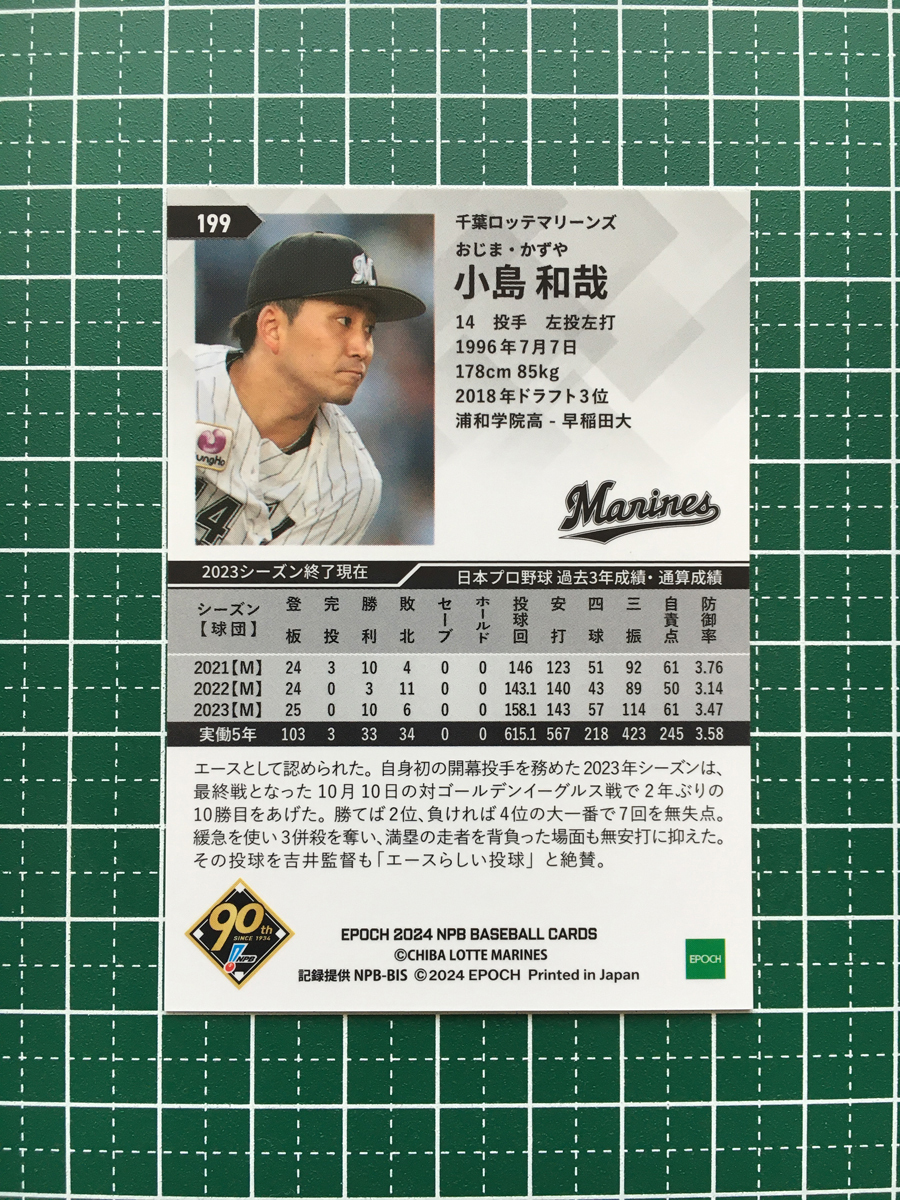 199
千葉ロッテマリーンズ
おじま・かずや
小島 和哉
14 投手 左投左打
1996年7月7日
178cm 85kg
2018年ドラフト3位
浦和学院高 - 早稲田大
M
ungHo
14
Marines
2023シーズン終了現在
日本プロ野球 過去3年成績・通算成績
シーズン【球団】 登板 完投 勝利 敗北 セーブ ホールド 投球回 安打 四球 三振 自責点 防御率
2021【M】 24 3 10 4 0 0 146 123 51 92 61 3.76
2022【M】 24 0 3 11 0 0 143.1 140 43 89 50 3.14
2023【M】 25 0 10 6 0 0 158.1 143 57 114 61 3.47
実働5年 103 3 33 34 0 0 615.1 567 218 423 245 3.58
エースとして認められた。自身初の開幕投手を務めた2023年シーズンは、
最終戦となった10月10日の対ゴールデンイーグルス戦で2年ぶりの
10勝目をあげた。勝てば2位、負ければ4位の大一番で7回を無失点。
緩急を使い3併殺を奪い、満塁の走者を背負った場面も無安打に抑えた。
その投球を吉井監督も「エースらしい投球」と絶賛。
90th
SINCE 1934
NPB
EPOCH 2024 NPB BASEBALL CARDS
©CHIBA LOTTE MARINES
記録提供 NPB-BIS ©2024 EPOCH Printed in Japan
EPOCH